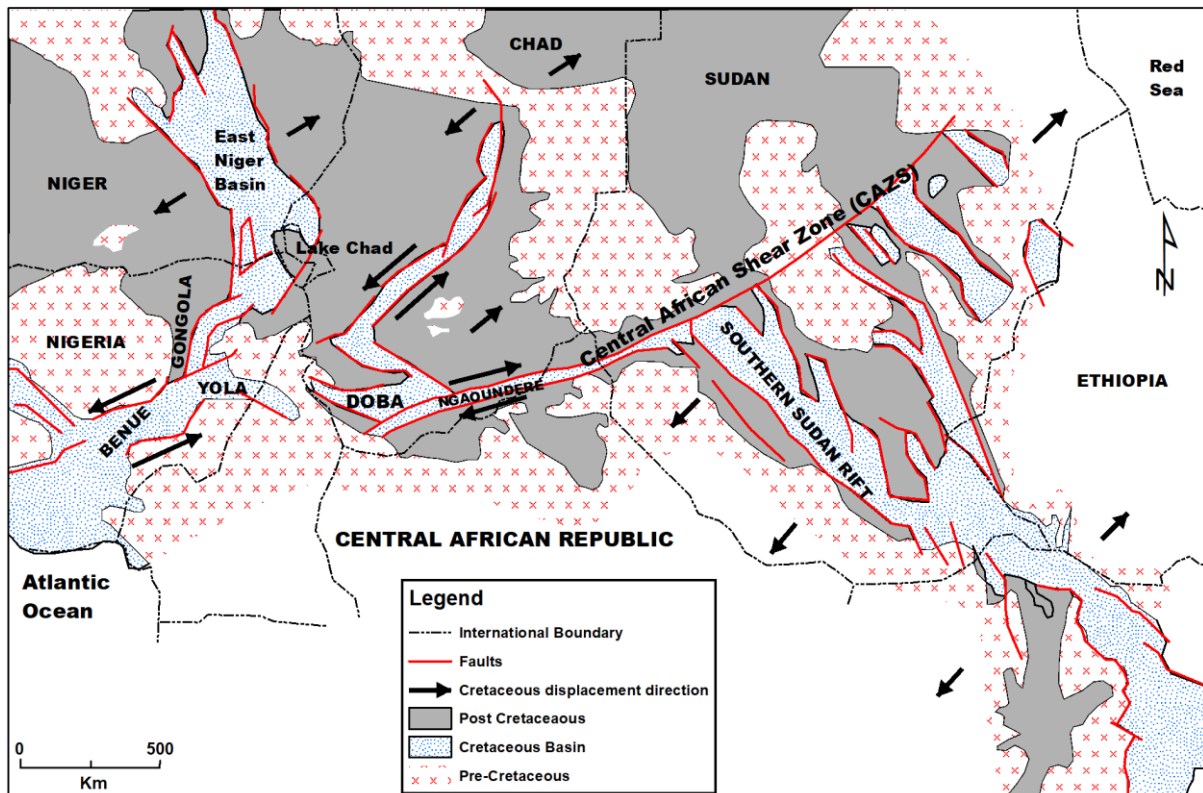 CHAD
SUDAN
Red
Sea
East
Niger
Basin
NIGER
Lake Chad
Central African Shear Zone (CAZS)
GONGOLA
NIGERIA
YOLA
BENUE
DOBA
NGAOUNDERE
SOUTHERN SUDAN RIFT
ETHIOPIA
N
CENTRAL AFRICAN REPUBLIC
Atlantic
Ocean
Legend
International Boundary
Faults
Cretaceous displacement direction
Post Cretaceaous
Cretaceous Basin
Pre-Cretaceous
0 500
Km